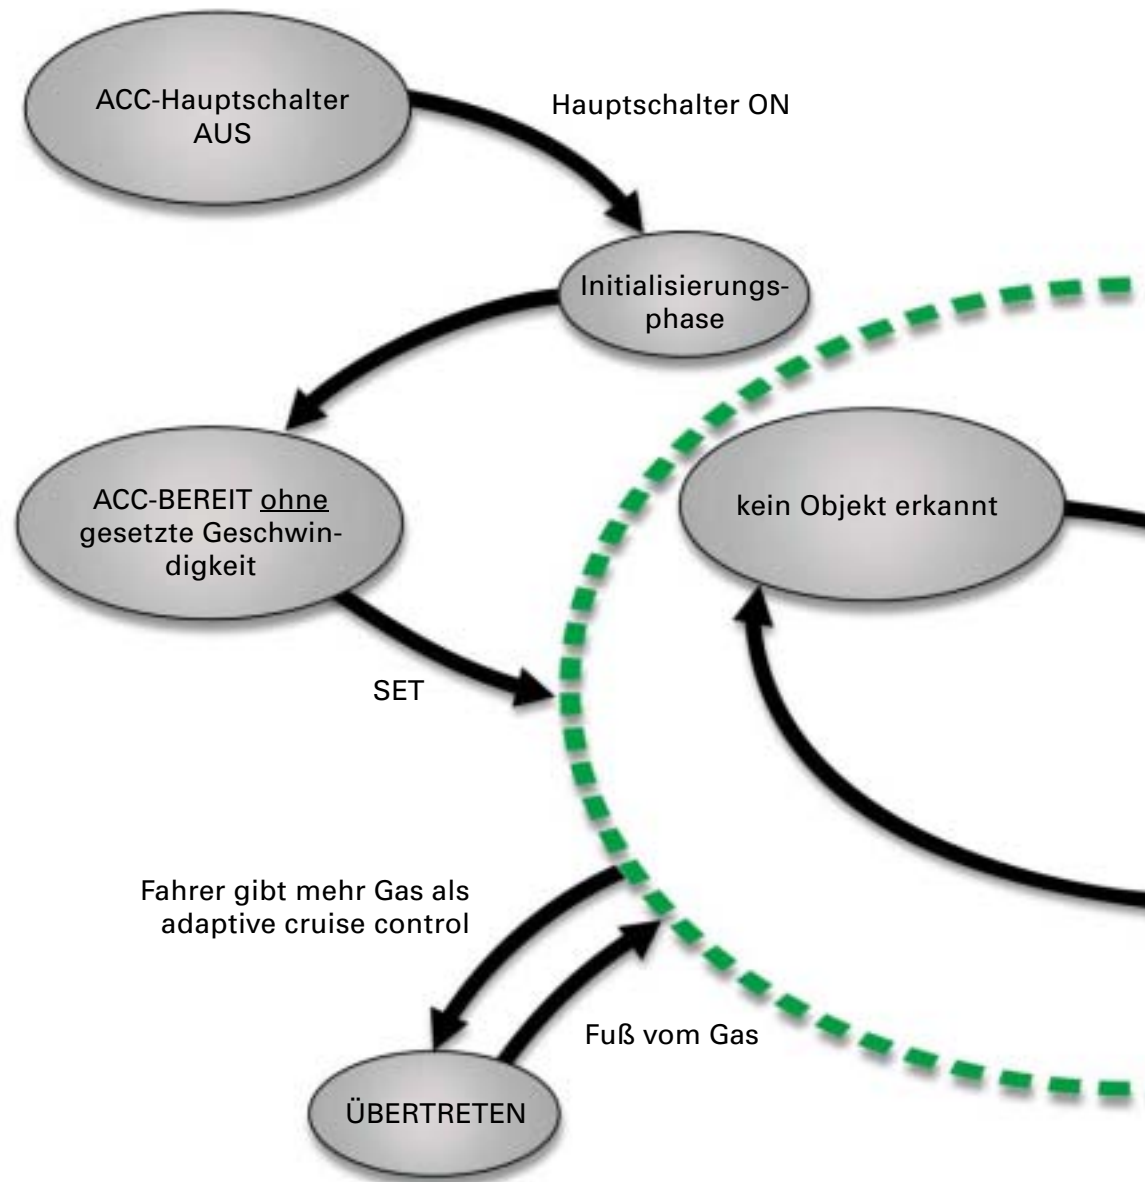 ACC-Hauptschalter
AUS
Hauptschalter ON
Initialisierungs-
phase
ACC-BEREIT ohne
gesetzte Geschwin-
digkeit
kein Objekt erkannt
SET
Fahrer gibt mehr Gas als
adaptive cruise control
Fuß vom Gas
ÜBERTRETEN